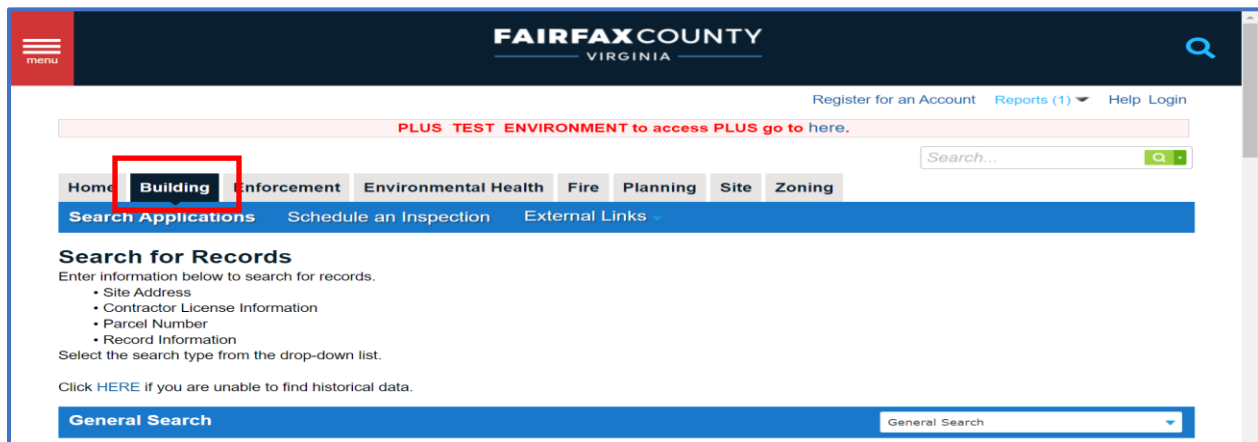 FAIRFAX COUNTY
VIRGINIA
menu
Register for an Account Reports (1) Help Login
PLUS TEST ENVIRONMENT to access PLUS go to here.
Search...
Home Building Enforcement Environmental Health Fire Planning Site Zoning
Search Applications Schedule an Inspection External Links
Search for Records
Enter information below to search for records.
• Site Address
• Contractor License Information
• Parcel Number
• Record Information
Select the search type from the drop-down list.
Click HERE if you are unable to find historical data.
General Search General Search